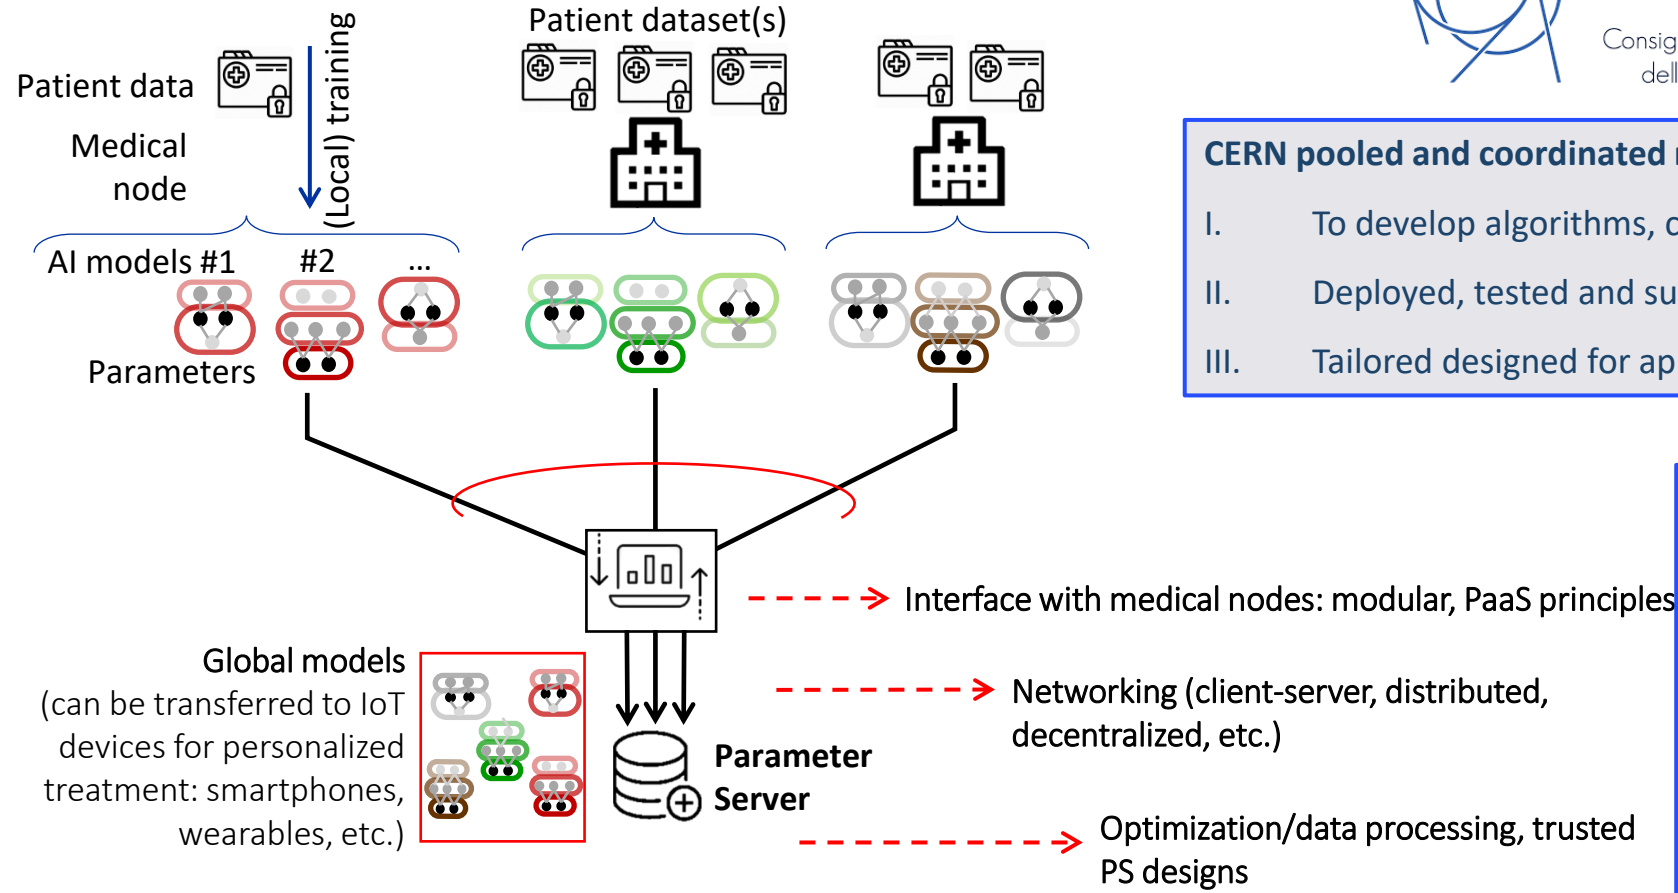 Patient dataset(s)
Patient data
(Local) training
Medical
node
AI models #1
#2
...
Parameters
Consig
dell
CERN pooled and coordinated
I. To develop algorithms,
II. Deployed, tested and su
III. Tailored designed for ap
Interface with medical nodes: modular, PaaS principles
Global models
(can be transferred to IoT
devices for personalized
treatment: smartphones,
wearables, etc.)
Networking (client-server, distributed,
decentralized, etc.)
Parameter
Server
Optimization/data processing, trusted
PS designs